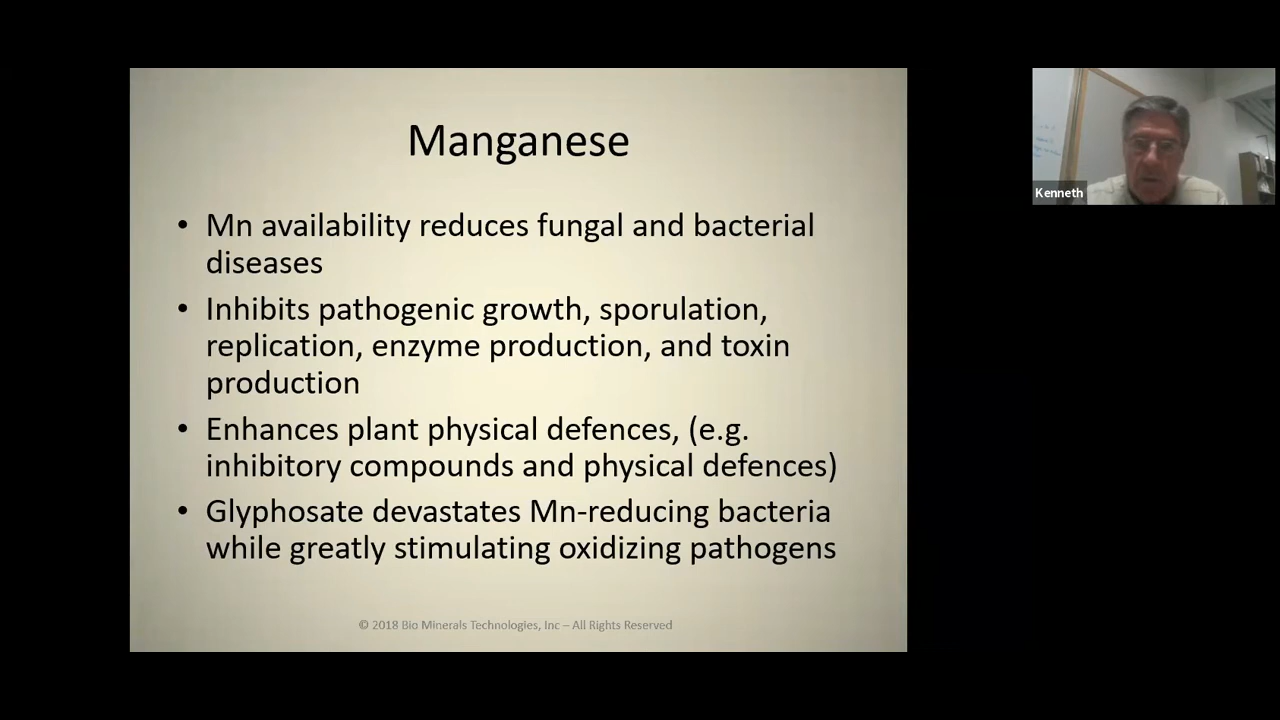 Manganese
• Mn availability reduces fungal and bacterial
diseases
• Inhibits pathogenic growth, sporulation,
replication, enzyme production, and toxin
production
• Enhances plant physical defences, (e.g.
inhibitory compounds and physical defences)
• Glyphosate devastates Mn-reducing bacteria
while greatly stimulating oxidizing pathogens
© 2018 Bio Minerals Technologies, Inc – All Rights Reserved
Kenneth